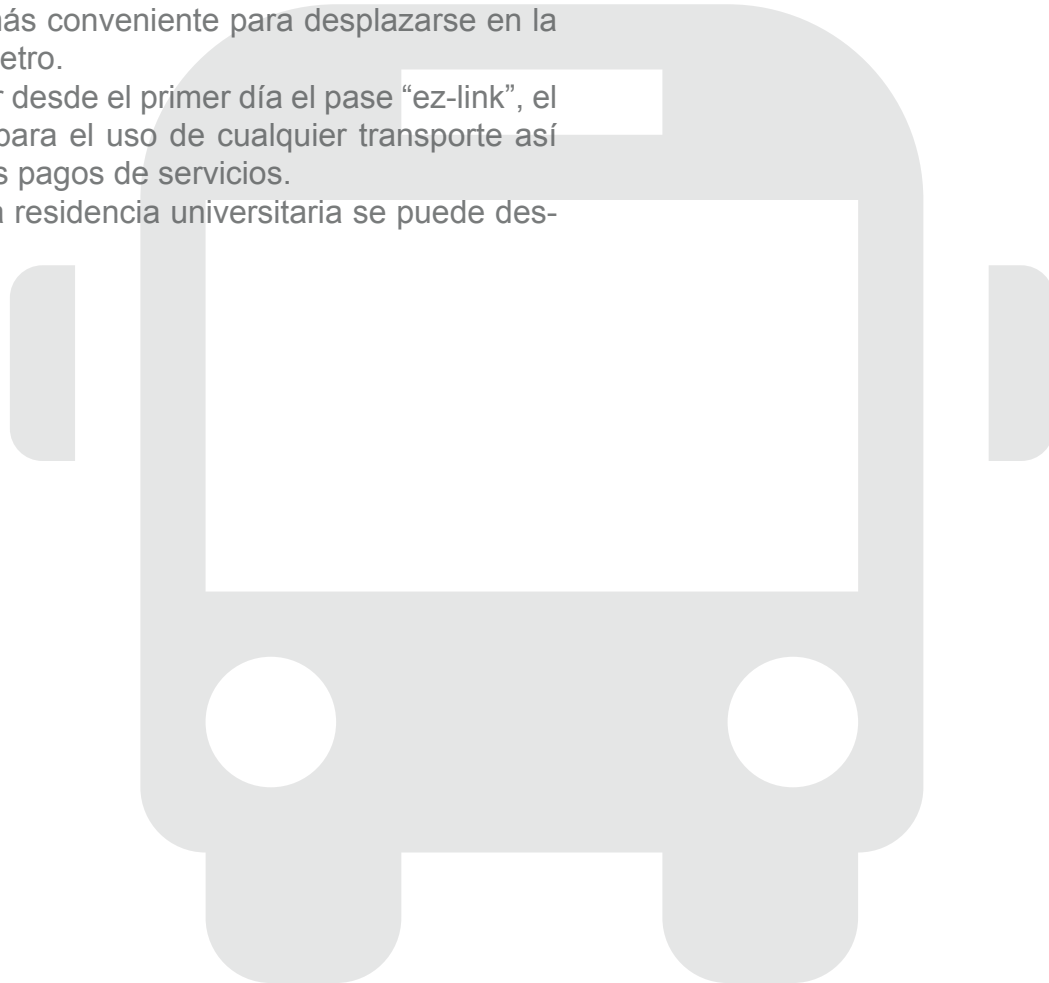 más conveniente para desplazarse en la
etro.
r desde el primer día el pase “ez-link”, el
para el uso de cualquier transporte así
s pagos de servicios.
a residencia universitaria se puede des-